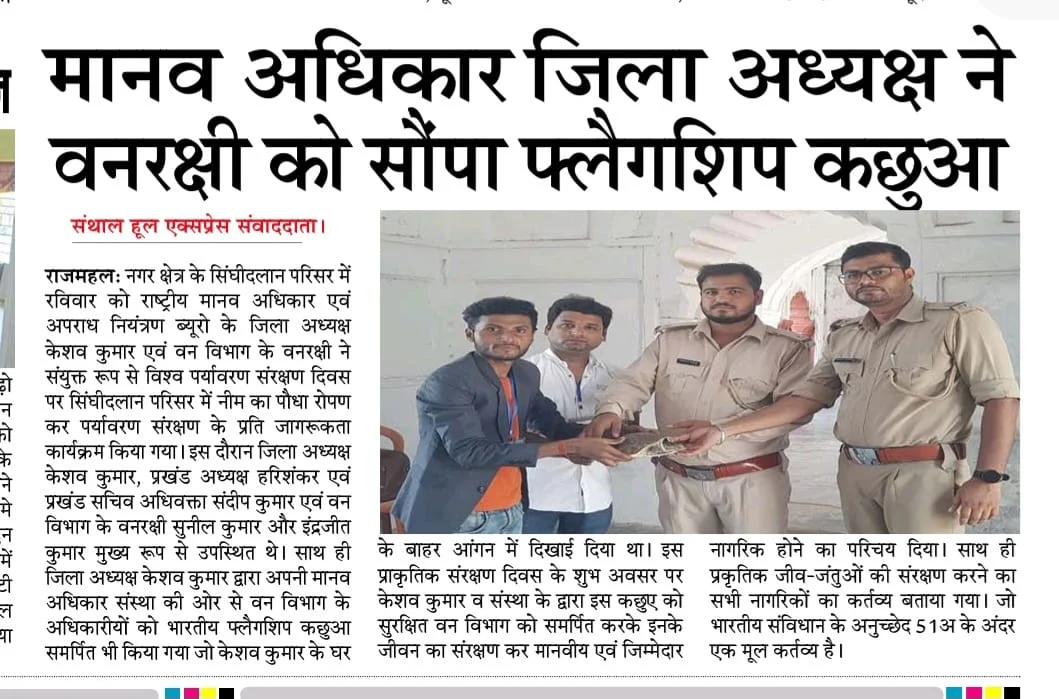 मानव अधिकार जिला अध्यक्ष ने
वनरक्षी को सौंपा फ्लैगशिप कछुआ
संथाल हूल एक्सप्रेस संवाददाता।
राजमहल: नगर क्षेत्र के सिंघीदलान परिसर में
रविवार को राष्ट्रीय मानव अधिकार एवं
अपराध नियंत्रण ब्यूरो के जिला अध्यक्ष
केशव कुमार एवं वन विभाग के वनरक्षी ने
संयुक्त रूप से विश्व पर्यावरण संरक्षण दिवस
पर सिंघीदलान परिसर में नीम का पौधा रोपण
कर पर्यावरण संरक्षण के प्रति जागरूकता
कार्यक्रम किया गया। इस दौरान जिला अध्यक्ष
केशव कुमार, प्रखंड अध्यक्ष हरिशंकर एवं
प्रखंड सचिव अधिवक्ता संदीप कुमार एवं वन
विभाग के वनरक्षी सुनील कुमार और इंद्रजीत
कुमार मुख्य रूप से उपस्थित थे। साथ ही
जिला अध्यक्ष केशव कुमार द्वारा अपनी मानव
अधिकार संस्था की ओर से वन विभाग के
अधिकारीयों को भारतीय फ्लैगशिप कछुआ
समर्पित भी किया गया जो केशव कुमार के घर
के बाहर आंगन में दिखाई दिया था। इस
प्राकृतिक संरक्षण दिवस के शुभ अवसर पर
केशव कुमार व संस्था के द्वारा इस कछुए को
सुरक्षित वन विभाग को समर्पित करके इनके
जीवन का संरक्षण कर मानवीय एवं जिम्मेदार
नागरिक होने का परिचय दिया। साथ ही
प्रकृतिक जीव-जंतुओं की संरक्षण करने का
सभी नागरिकों का कर्तव्य बताया गया। जो
भारतीय संविधान के अनुच्छेद 51अ के अंदर
एक मूल कर्तव्य है।